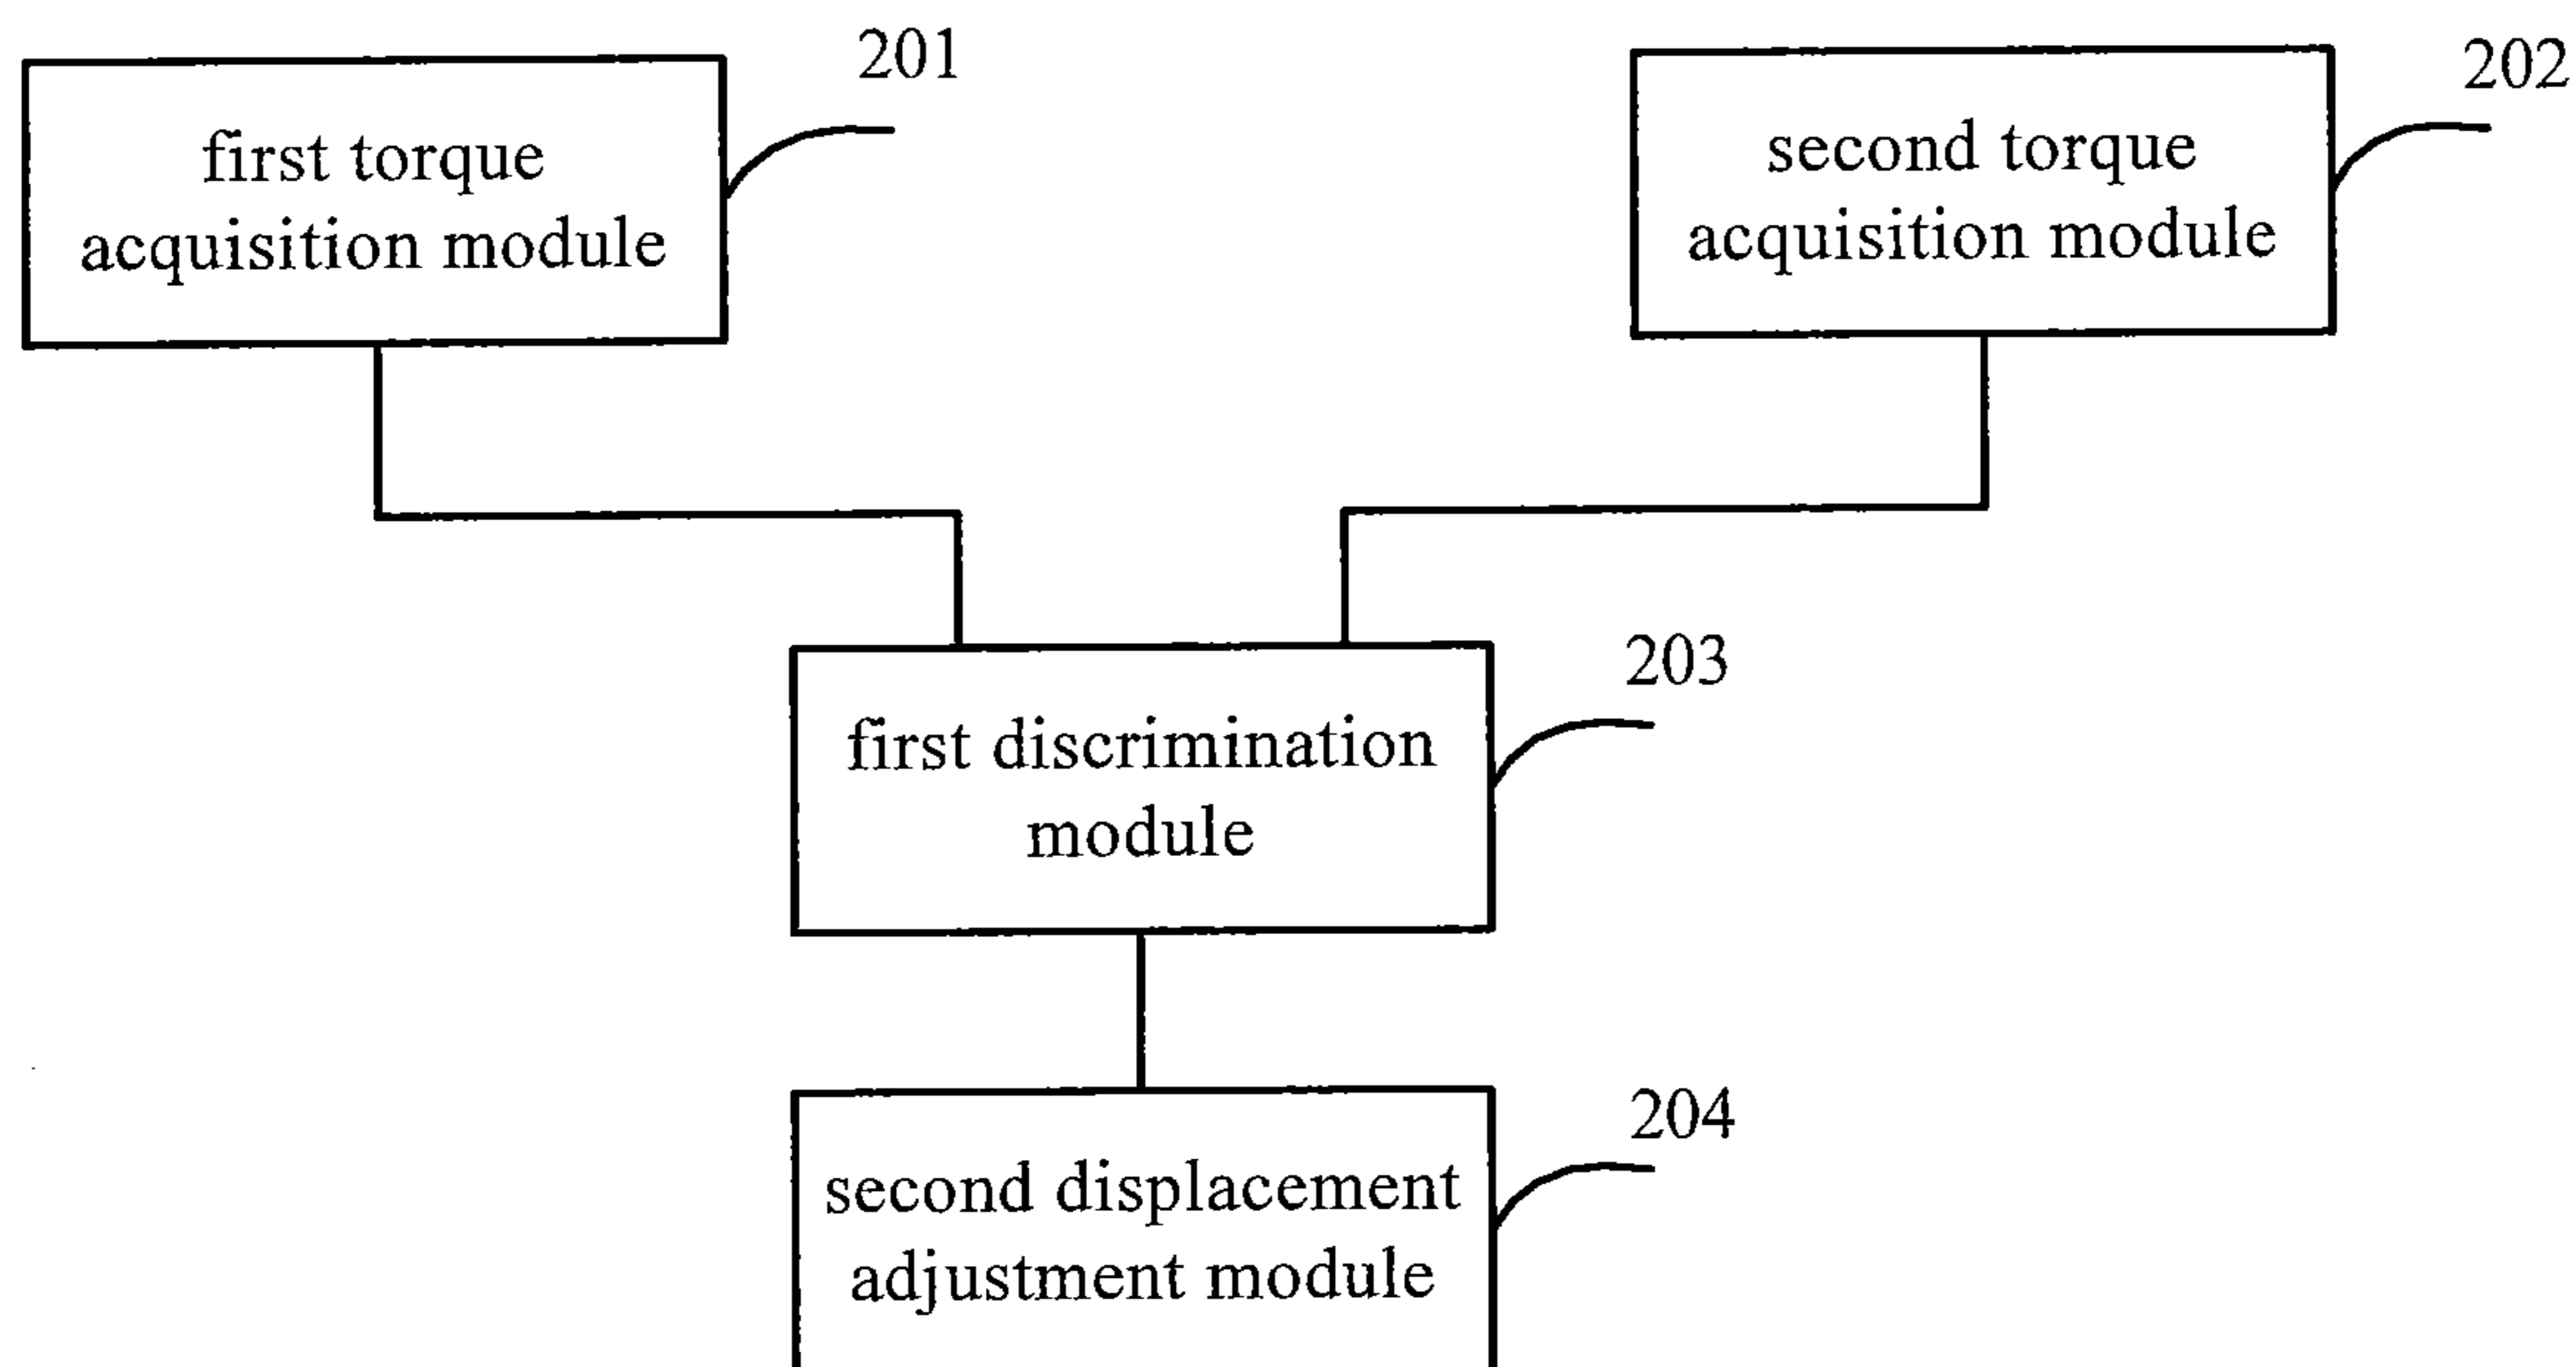 201
first torque
acquisition module
202
second torque
acquisition module
203
first discrimination
module
204
second displacement
adjustment module